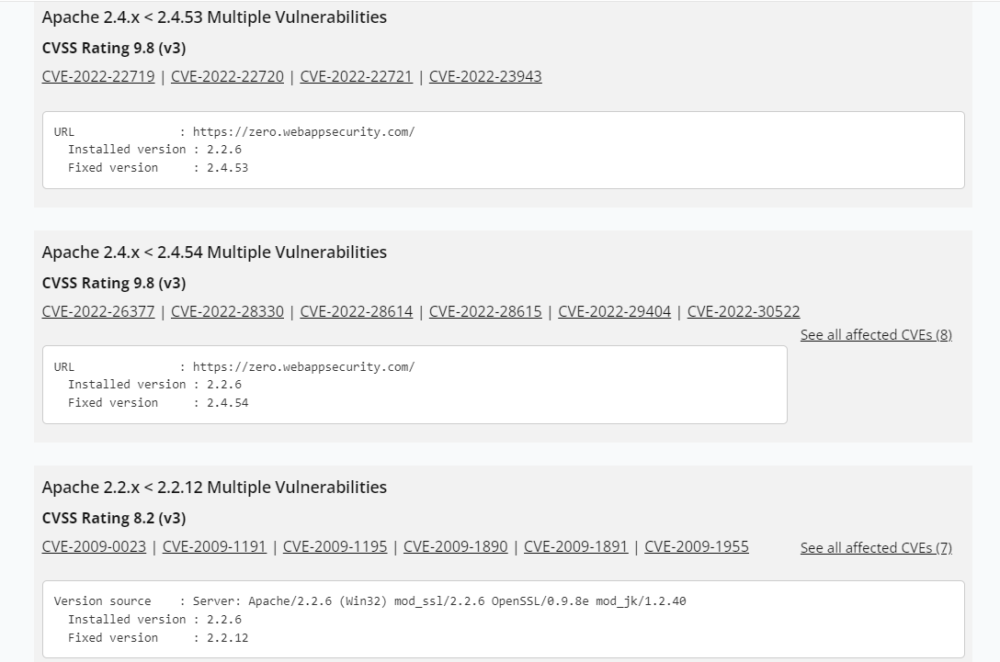 Apache 2.4.x < 2.4.53 Multiple Vulnerabilities
CVSS Rating 9.8 (v3)
CVE-2022-22719 | CVE-2022-22720 | CVE-2022-22721 | CVE-2022-23943
URL : https://zero.webappsecurity.com/
Installed version : 2.2.6
Fixed version : 2.4.53
Apache 2.4.x < 2.4.54 Multiple Vulnerabilities
CVSS Rating 9.8 (v3)
CVE-2022-26377 | CVE-2022-28330 | CVE-2022-28614 | CVE-2022-28615 | CVE-2022-29404 | CVE-2022-30522
See all affected CVEs (8)
URL : https://zero.webappsecurity.com/
Installed version : 2.2.6
Fixed version : 2.4.54
Apache 2.2.x < 2.2.12 Multiple Vulnerabilities
CVSS Rating 8.2 (v3)
CVE-2009-0023 | CVE-2009-1191 | CVE-2009-1195 | CVE-2009-1890 | CVE-2009-1891 | CVE-2009-1955
See all affected CVEs (7)
Version source : Server: Apache/2.2.6 (Win32) mod_ssl/2.2.6 OpenSSL/0.9.8e mod_jk/1.2.40
Installed version : 2.2.6
Fixed version : 2.2.12